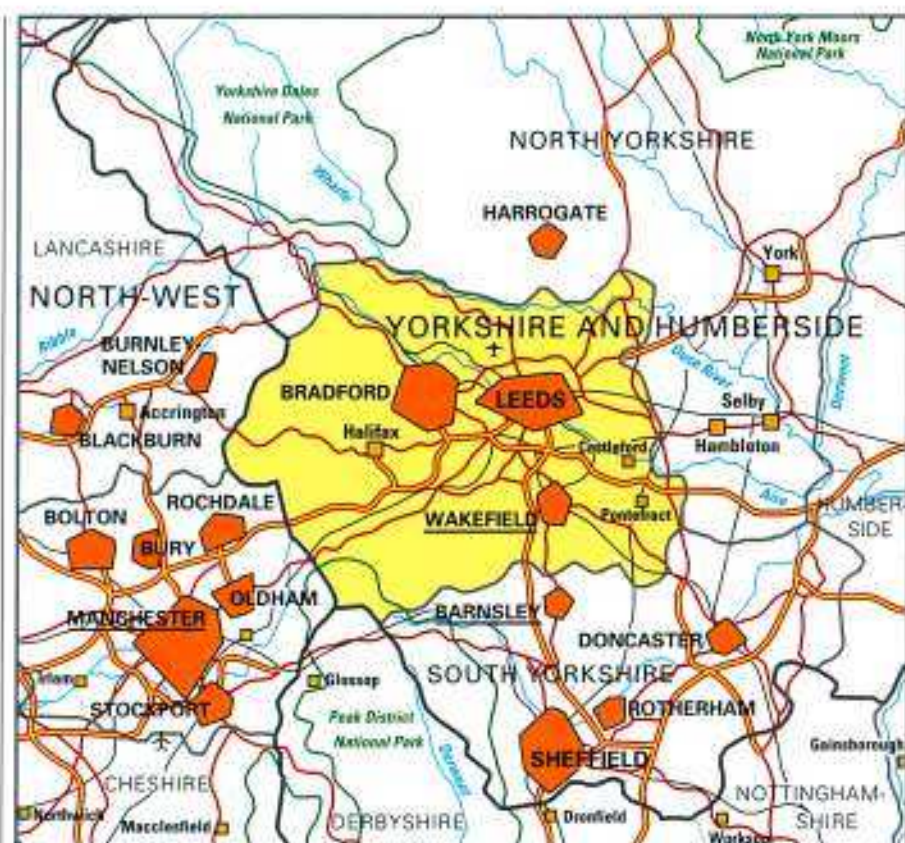 North York Moors
National Park
Yorkshire Dales
National Park
NORTH YORKSHIRE
Wharfe
HARROGATE
LANCASHIRE
York
NORTH-WEST
YORKSHIRE AND HUMBERSIDE
Ribble
BURNLEY-
NELSON
Ouse River
Derwent
BRADFORD
LEEDS
Selby
Accrington
BLACKBURN
Halifax
Castleford
Hambleton
ROCHDALE
BOLTON
WAKEFIELD
Pontefract
Aire
HUMBER-
SIDE
BURY
OLDHAM
MANCHESTER
BARNSLEY
DONCASTER
Irlam
Glossop
SOUTH YORKSHIRE
STOCKPORT
Peak District
National Park
ROTHERHAM
Derwent
SHEFFIELD
Gainsborough
CHESHIRE
NOTTINGHAM-
SHIRE
Northwich
Macclesfield
DERBYSHIRE
Dronfield